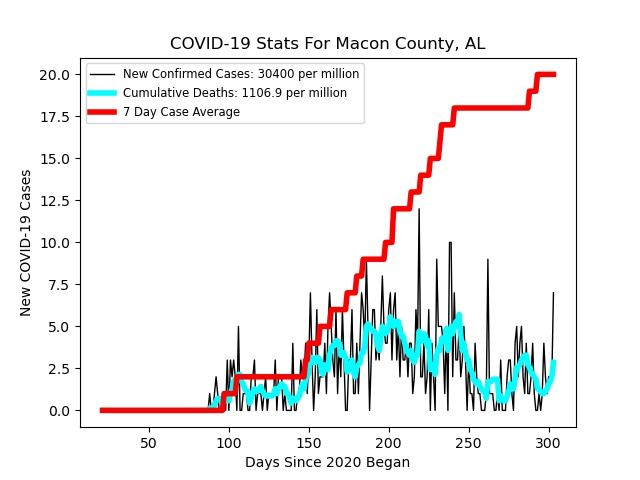 COVID-19 Stats For Macon County, AL
New Confirmed Cases: 30400 per million
Cumulative Deaths: 1106.9 per million
7 Day Case Average
20.0
17.5
15.0
12.5
10.0
7.5
5.0
2.5
0.0
New COVID-19 Cases
50 100 150 200 250 300
Days Since 2020 Began